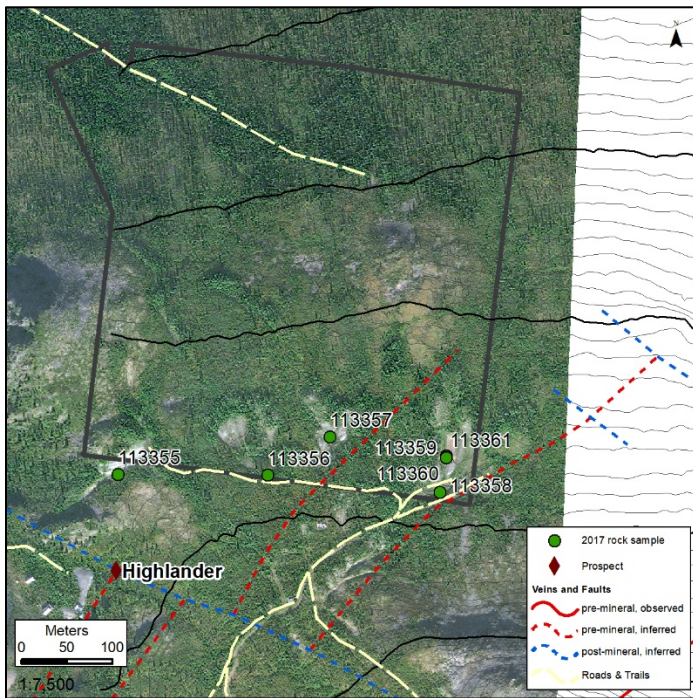 N
113357
113359
113361
113355
113356
113360
113358
Highlander
Meters
0 50 100
1:7,500
2017 rock sample
Prospect
Veins and Faults
pre-mineral, observed
pre-mineral, inferred
post-mineral, inferred
Roads & Trails